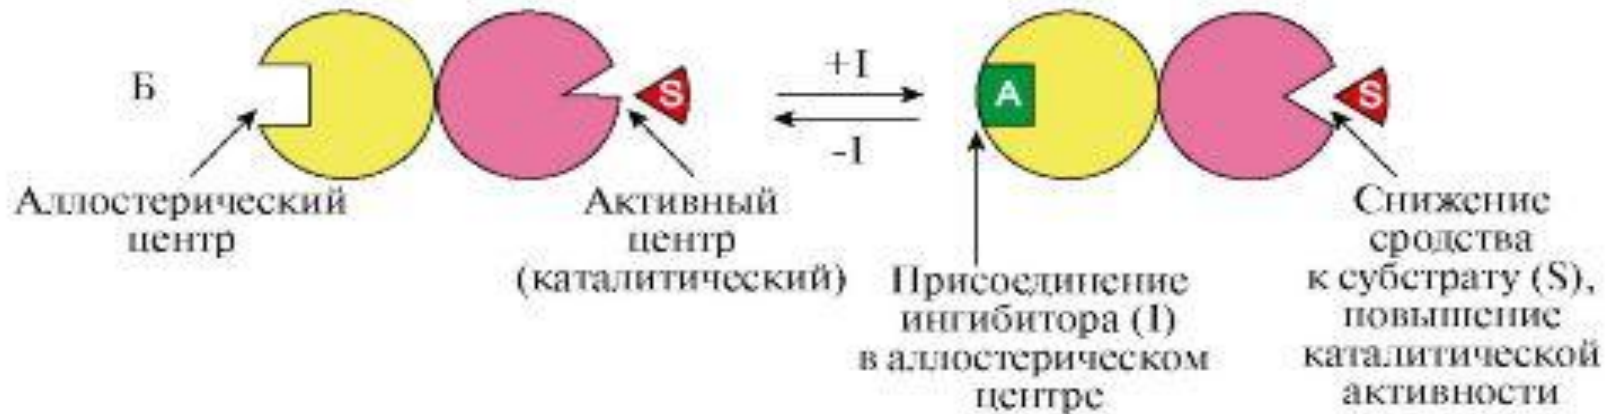 Б
S
+I
-I
A
S
Аллостерический
центр
Активный
центр
(каталитический)
Присоединение
ингибитора (I)
в аллостерическом
центре
Снижение
сродства
к субстрату (S),
повышение
каталитической
активности